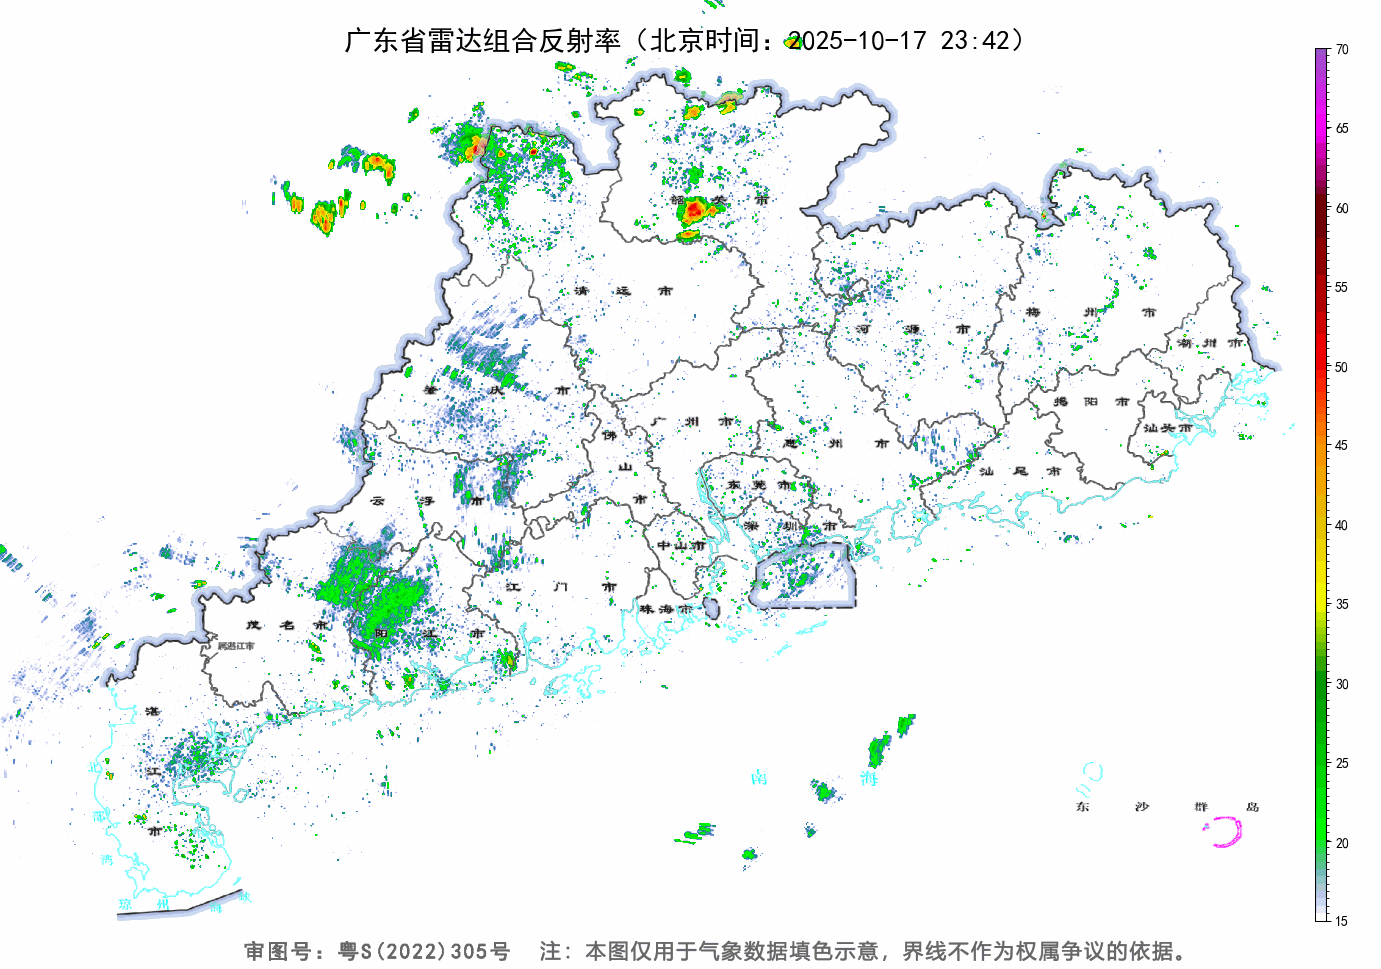 广东省雷达组合反射率（北京时间：2025-10-17 23:42）
70
65
60
55
50
45
40
35
30
25
20
15
韶关市
清远市
河源市
梅州市
潮州市
肇庆市
广州市
佛山市
惠州市
揭阳市
汕头市
汕尾市
云浮市
东莞市
深圳市
中山市
江门市
珠海市
茂名市
阳江市
属湛江市
湛江市
北部湾
琼州海峡
南海
东沙群岛
审图号：粤S(2022)305号 注：本图仅用于气象数据填色示意，界线不作为权属争议的依据。